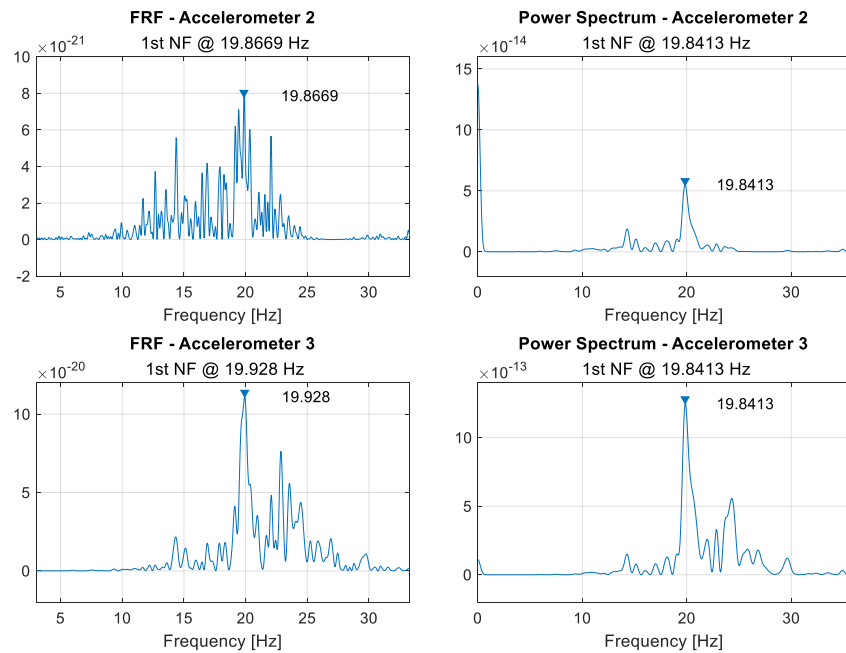 FRF - Accelerometer 2
1st NF @ 19.8669 Hz
×10^-21
10
8
6
4
2
0
-2
19.8669
5 10 15 20 25 30
Frequency [Hz]
Power Spectrum - Accelerometer 2
1st NF @ 19.8413 Hz
×10^-14
15
10
5
0
19.8413
0 10 20 30
Frequency [Hz]
FRF - Accelerometer 3
1st NF @ 19.928 Hz
×10^-20
10
5
0
19.928
5 10 15 20 25 30
Frequency [Hz]
Power Spectrum - Accelerometer 3
1st NF @ 19.8413 Hz
×10^-13
10
5
0
19.8413
0 10 20 30
Frequency [Hz]